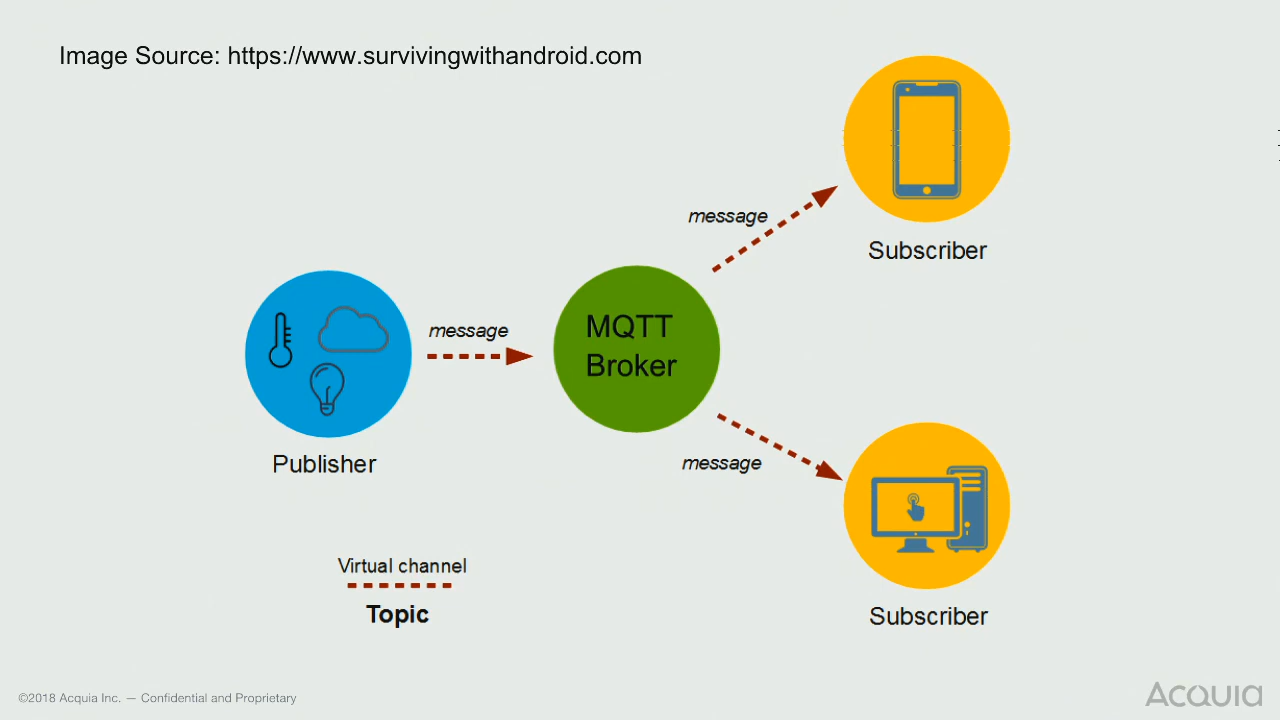 Image Source: https://www.survivingwithandroid.com
message
Subscriber
message
MQTT
Broker
Publisher
message
Subscriber
Virtual channel
Topic
©2018 Acquia Inc. — Confidential and Proprietary
Acquia